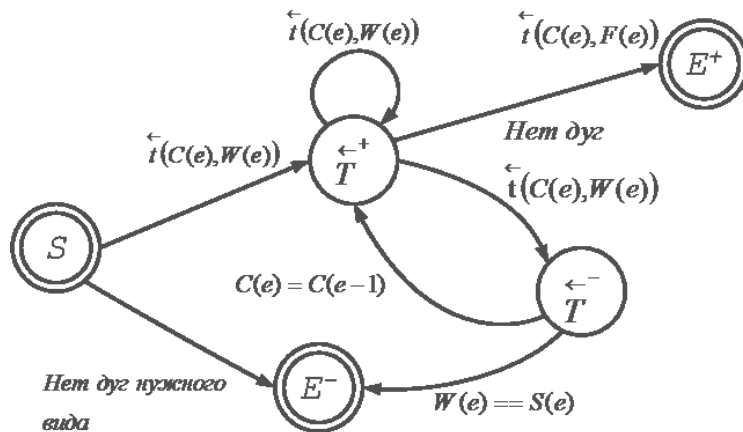 ←t(C(e),W(e))
←t(C(e),F(e))
E⁺
Нет дуг
←t(C(e),W(e))
←T⁺
←t(C(e),W(e))
S
C(e)=C(e−1)
←T⁻
Нет дуг нужного
вида
E⁻
W(e)==S(e)